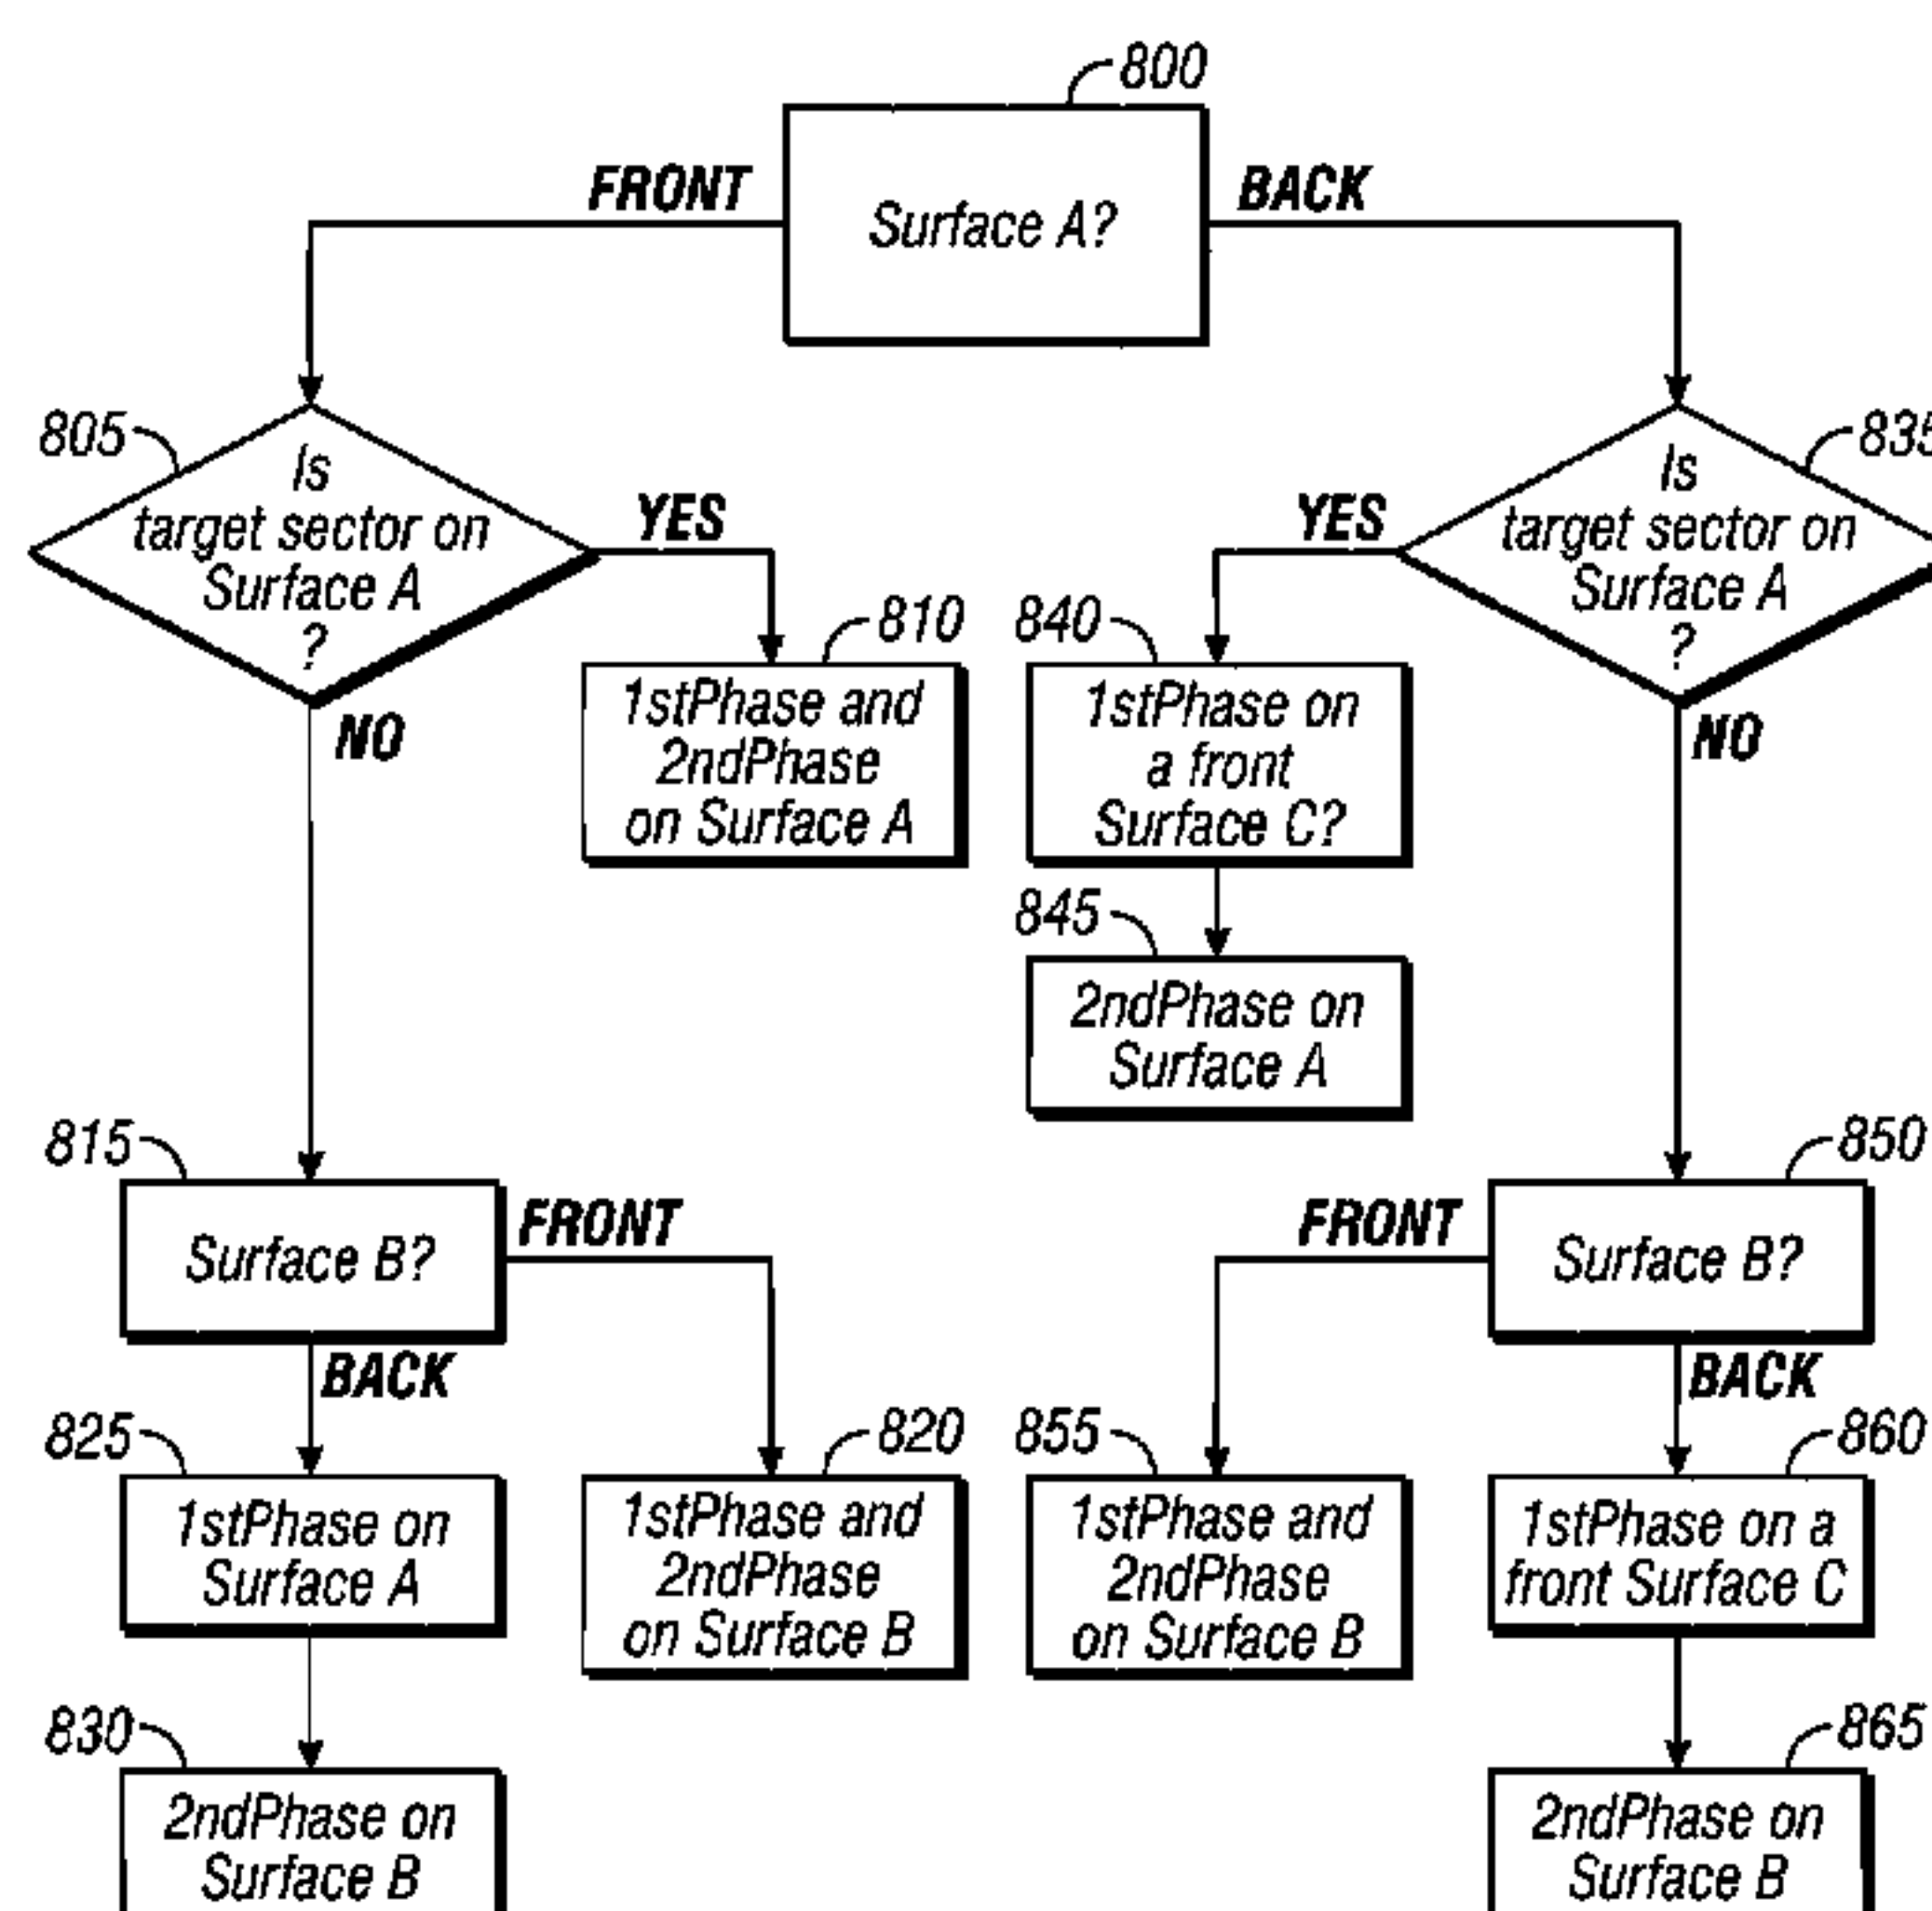 800
FRONT
BACK
Surface A?
805
835
Is
target sector on
Surface A
?
YES
NO
Is
target sector on
Surface A
?
YES
NO
810
1stPhase and
2ndPhase
on Surface A
840
1stPhase on
a front
Surface C?
845
2ndPhase on
Surface A
815
Surface B?
FRONT
BACK
850
Surface B?
FRONT
BACK
825
1stPhase on
Surface A
820
1stPhase and
2ndPhase
on Surface B
855
1stPhase and
2ndPhase
on Surface B
860
1stPhase on a
front Surface C
830
2ndPhase on
Surface B
865
2ndPhase on
Surface B